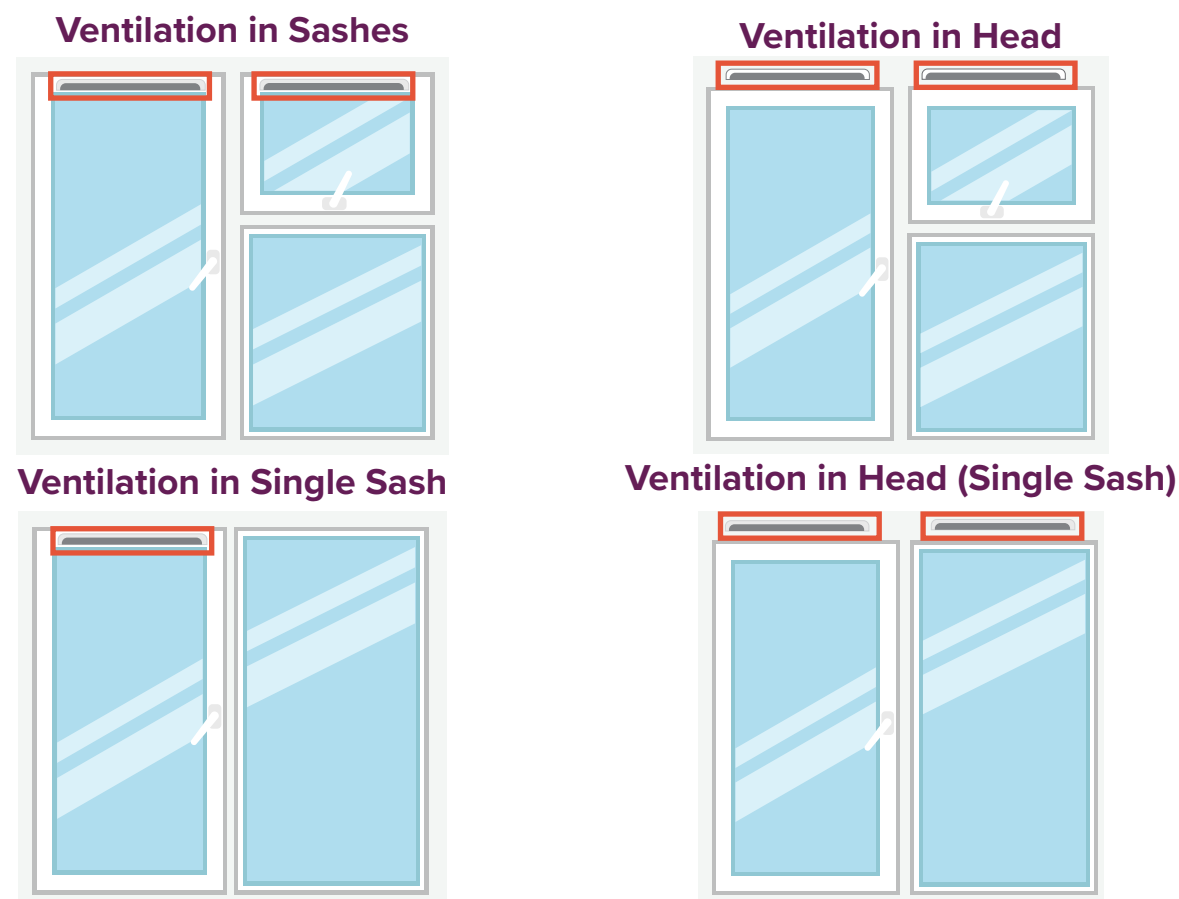 Ventilation in Sashes
Ventilation in Head
Ventilation in Single Sash
Ventilation in Head (Single Sash)